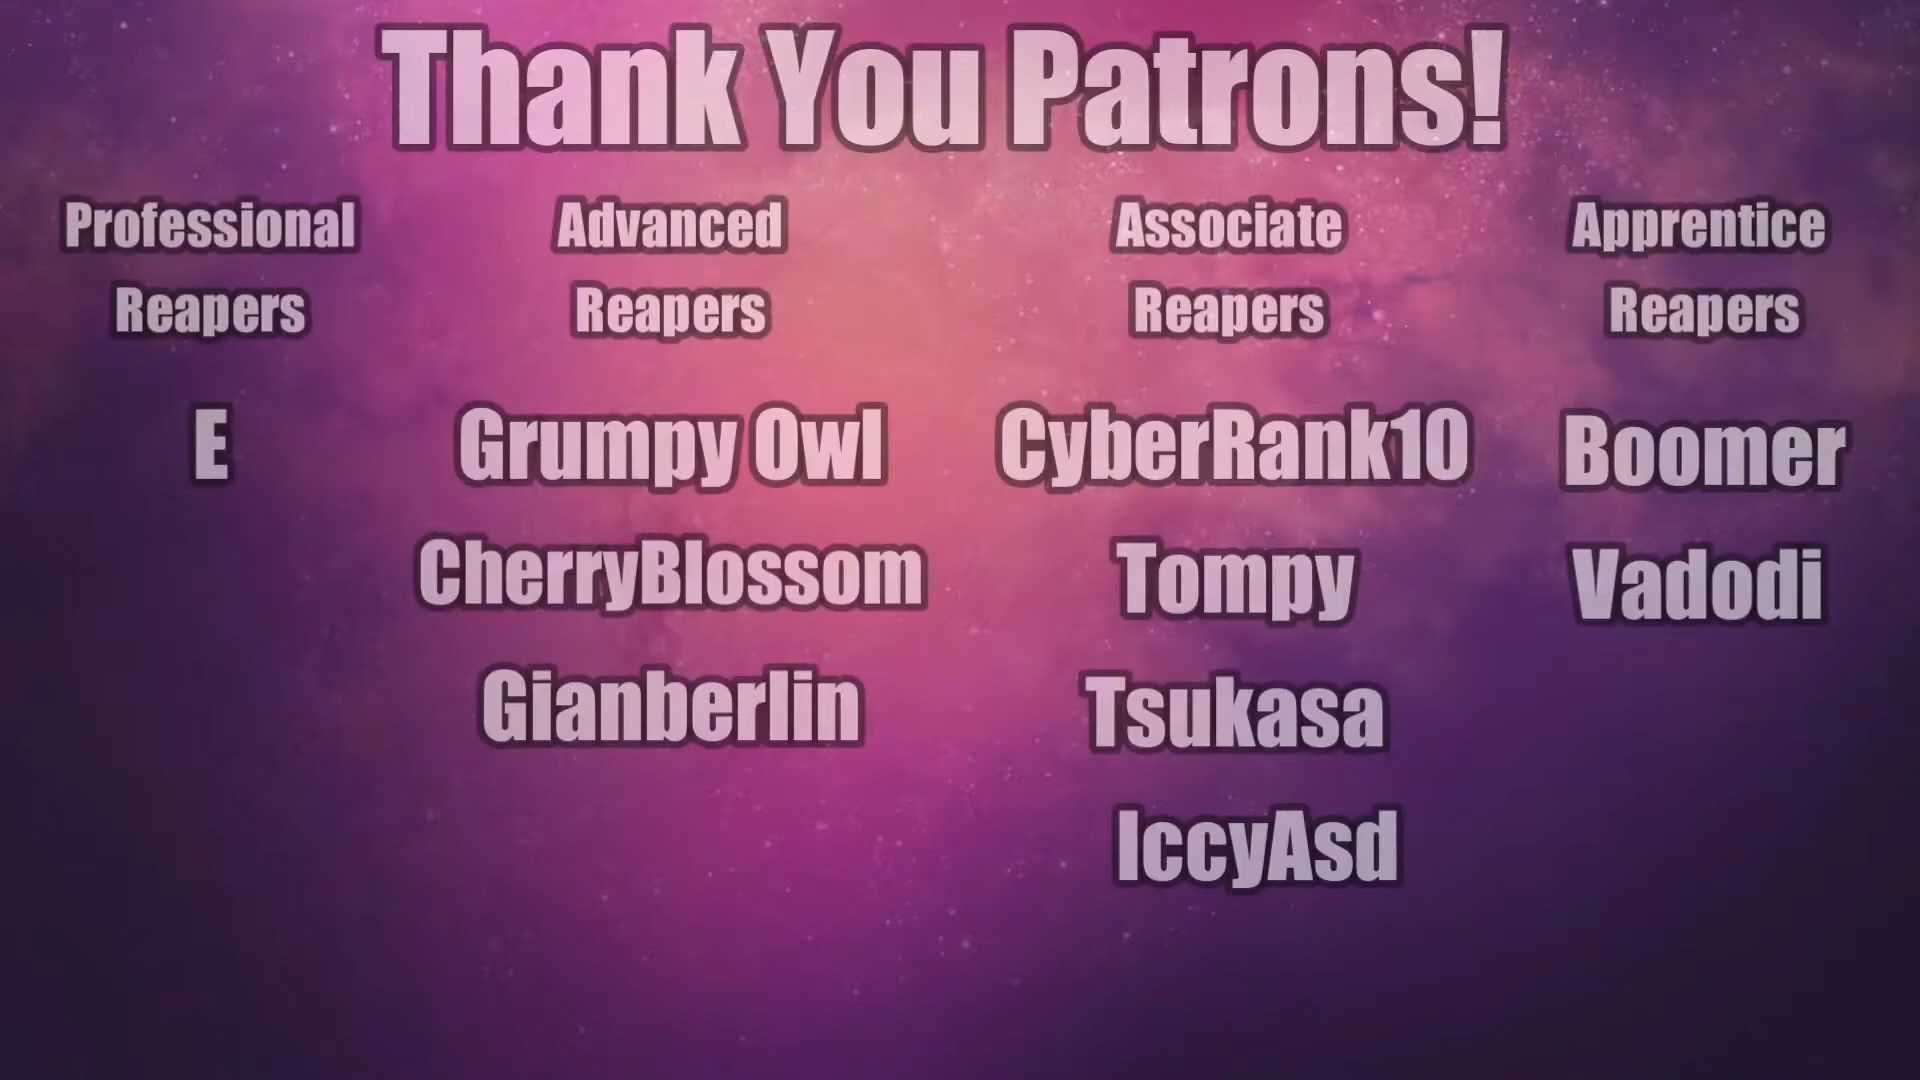 Thank You Patrons!
Professional
Reapers
E
Advanced
Reapers
Grumpy Owl
CherryBlossom
Gianberlin
Associate
Reapers
CyberRank10
Tompy
Tsukasa
IccyAsd
Apprentice
Reapers
Boomer
Vadodi